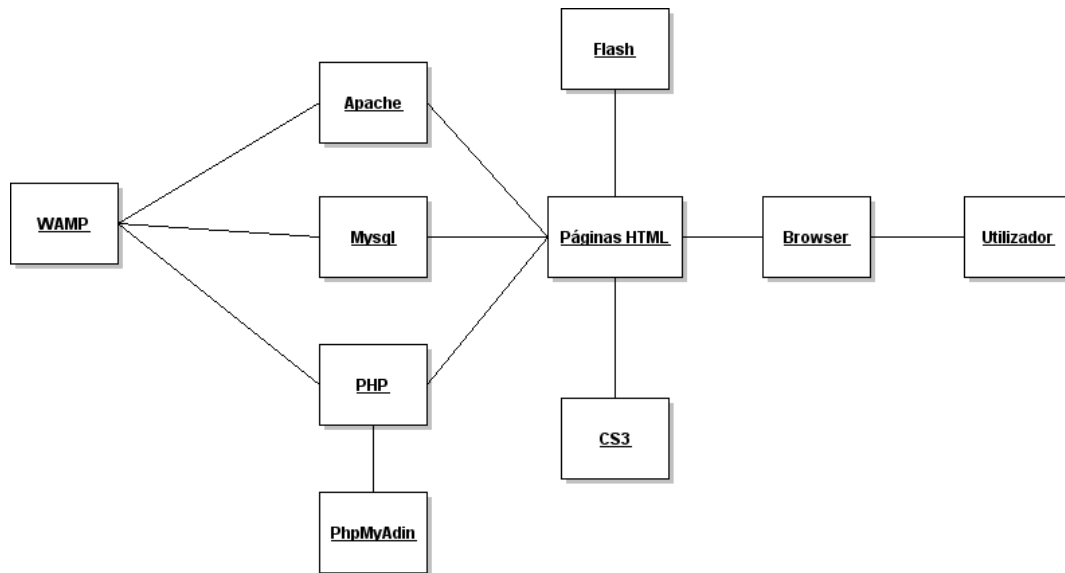 Flash
Apache
WAMP
Mysql
Páginas HTML
Browser
Utilizador
PHP
CS3
PhpMyAdin